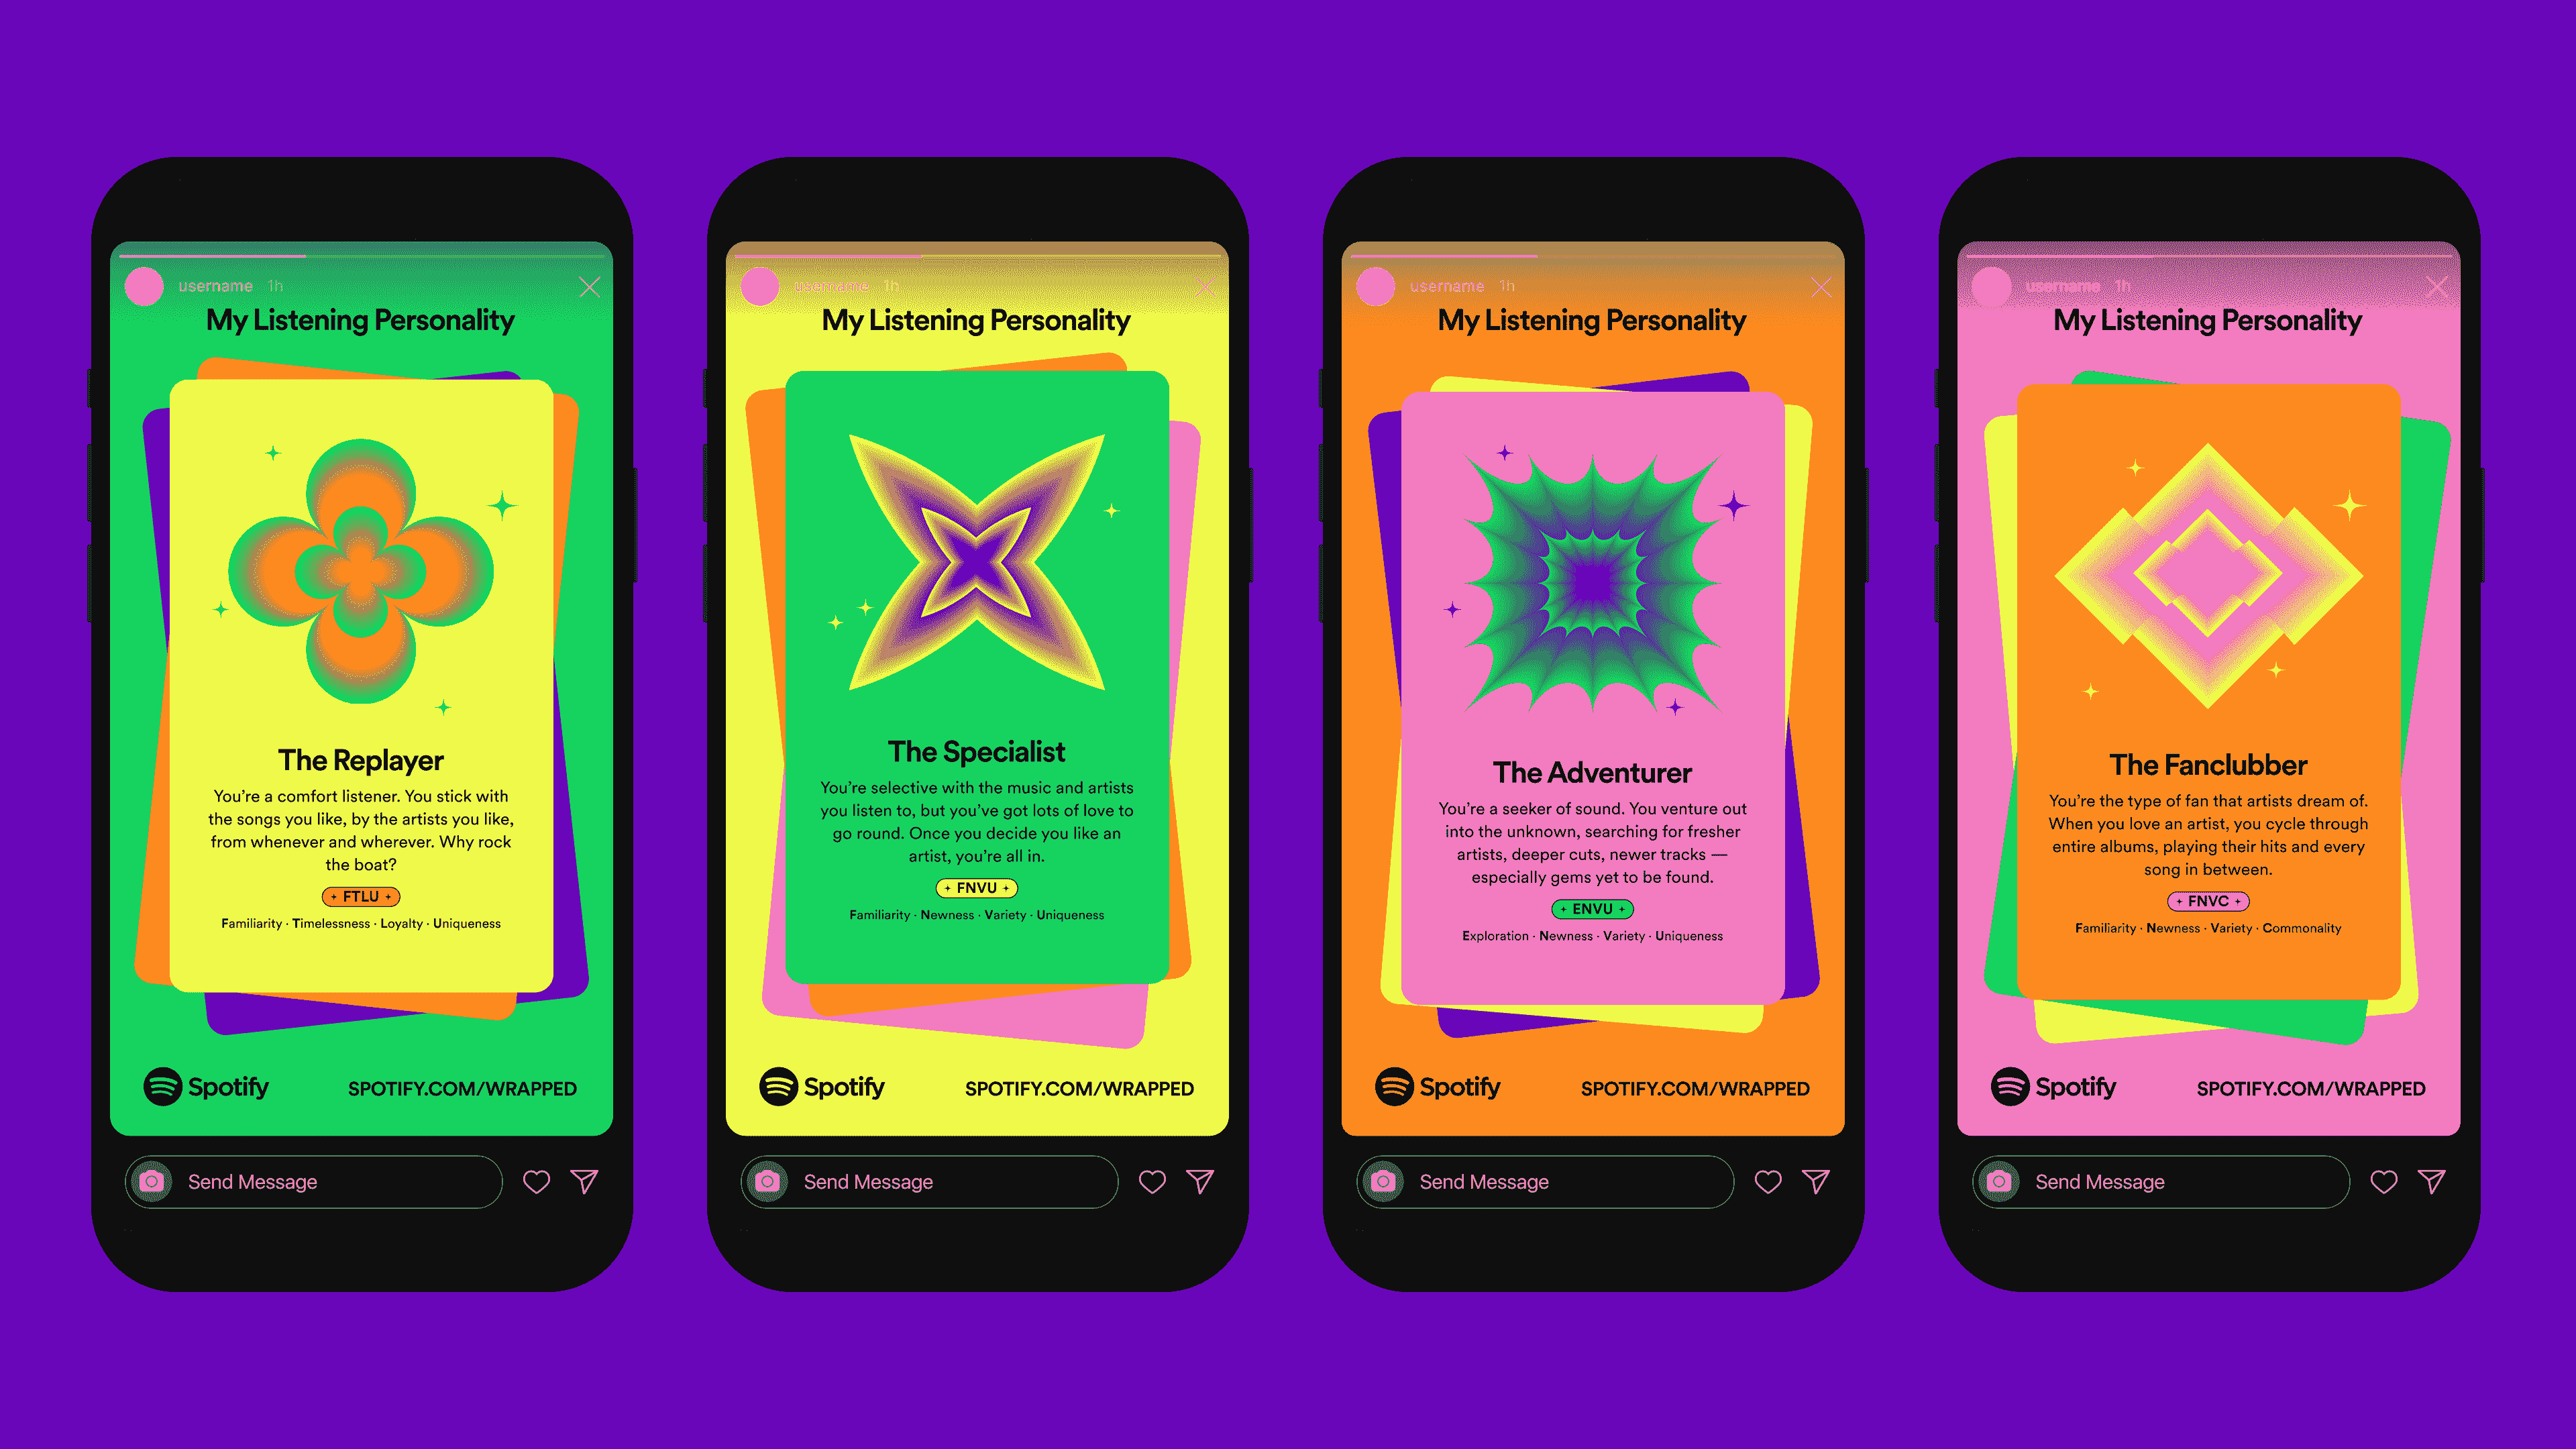 username 1h
My Listening Personality
The Replayer
You're a comfort listener. You stick with
the songs you like, by the artists you like,
from whenever and wherever. Why rock
the boat?
FTLU
Familiarity · Timelessness · Loyalty · Uniqueness
Spotify
SPOTIFY.COM/WRAPPED
Send Message
username 1h
My Listening Personality
The Specialist
You're selective with the music and artists
you listen to, but you've got lots of love to
go round. Once you decide you like an
artist, you're all in.
FNVU
Familiarity · Newness · Variety · Uniqueness
Spotify
SPOTIFY.COM/WRAPPED
Send Message
username 1h
My Listening Personality
The Adventurer
You're a seeker of sound. You venture out
into the unknown, searching for fresher
artists, deeper cuts, newer tracks —
especially gems yet to be found.
ENVU
Exploration · Newness · Variety · Uniqueness
Spotify
SPOTIFY.COM/WRAPPED
Send Message
username 1h
My Listening Personality
The Fanclubber
You're the type of fan that artists dream of.
When you love an artist, you cycle through
entire albums, playing their hits and every
song in between.
FNVC
Familiarity · Newness · Variety · Commonality
Spotify
SPOTIFY.COM/WRAPPED
Send Message